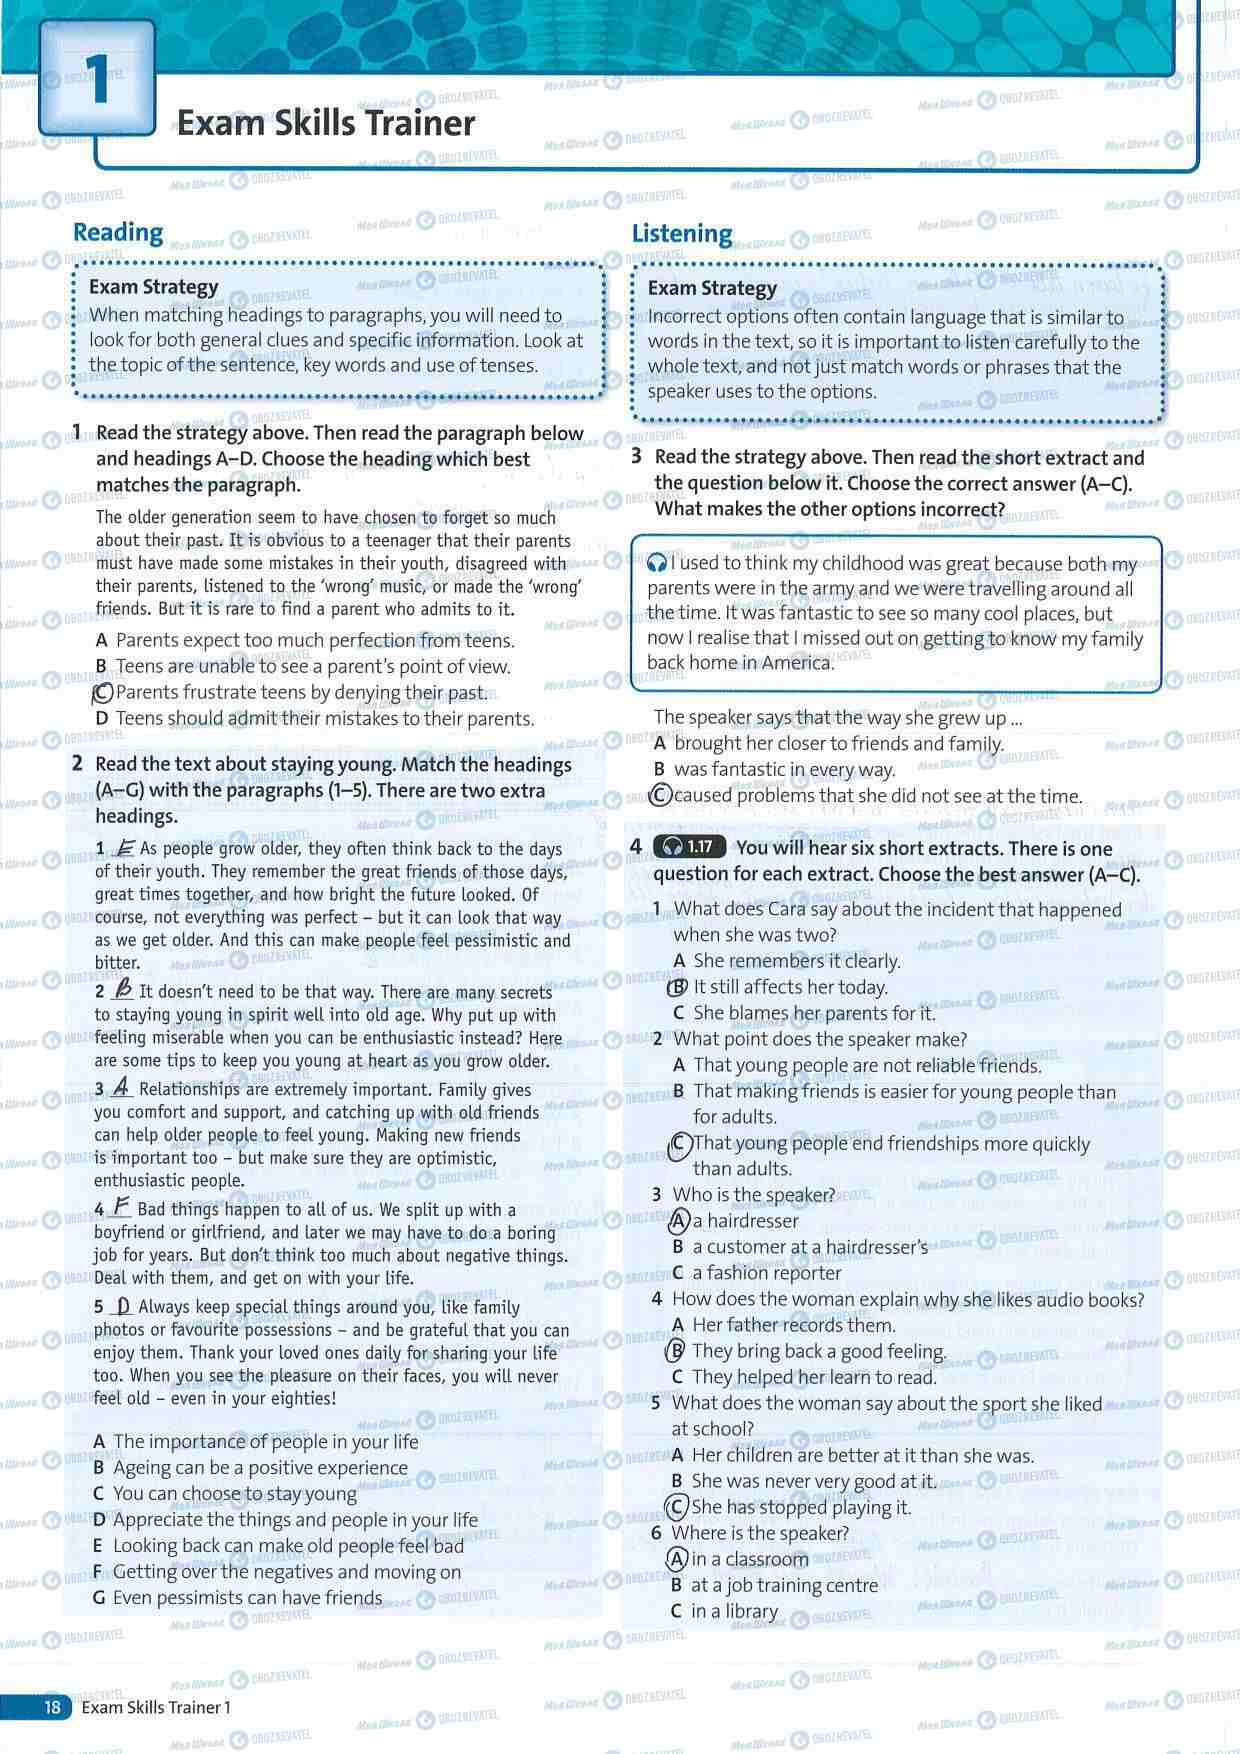 1
Exam Skills Trainer
Reading
Exam Strategy
When matching headings to paragraphs, you will need to
look for both general clues and specific information. Look at
the topic of the sentence, key words and use of tenses.
1 Read the strategy above. Then read the paragraph below
and headings A–D. Choose the heading which best
matches the paragraph.
The older generation seem to have chosen to forget so much
about their past. It is obvious to a teenager that their parents
must have made some mistakes in their youth, disagreed with
their parents, listened to the ‘wrong’ music, or made the ‘wrong’
friends. But it is rare to find a parent who admits to it.
A Parents expect too much perfection from teens.
B Teens are unable to see a parent’s point of view.
C Parents frustrate teens by denying their past.
D Teens should admit their mistakes to their parents.
2 Read the text about staying young. Match the headings
(A–G) with the paragraphs (1–5). There are two extra
headings.
1 E As people grow older, they often think back to the days
of their youth. They remember the great friends of those days,
great times together, and how bright the future looked. Of
course, not everything was perfect – but it can look that way
as we get older. And this can make people feel pessimistic and
bitter.
2 B It doesn’t need to be that way. There are many secrets
to staying young in spirit well into old age. Why put up with
feeling miserable when you can be enthusiastic instead? Here
are some tips to keep you young at heart as you grow older.
3 A Relationships are extremely important. Family gives
you comfort and support, and catching up with old friends
can help older people to feel young. Making new friends
is important too – but make sure they are optimistic,
enthusiastic people.
4 F Bad things happen to all of us. We split up with a
boyfriend or girlfriend, and later we may have to do a boring
job for years. But don’t think too much about negative things.
Deal with them, and get on with your life.
5 D Always keep special things around you, like family
photos or favourite possessions – and be grateful that you can
enjoy them. Thank your loved ones daily for sharing your life
too. When you see the pleasure on their faces, you will never
feel old – even in your eighties!
A The importance of people in your life
B Ageing can be a positive experience
C You can choose to stay young
D Appreciate the things and people in your life
E Looking back can make old people feel bad
F Getting over the negatives and moving on
G Even pessimists can have friends
Listening
Exam Strategy
Incorrect options often contain language that is similar to
words in the text, so it is important to listen carefully to the
whole text, and not just match words or phrases that the
speaker uses to the options.
3 Read the strategy above. Then read the short extract and
the question below it. Choose the correct answer (A–C).
What makes the other options incorrect?
I used to think my childhood was great because both my
parents were in the army and we were travelling around all
the time. It was fantastic to see so many cool places, but
now I realise that I missed out on getting to know my family
back home in America.
The speaker says that the way she grew up ...
A brought her closer to friends and family.
B was fantastic in every way.
C caused problems that she did not see at the time.
4 1.17 You will hear six short extracts. There is one
question for each extract. Choose the best answer (A–C).
1 What does Cara say about the incident that happened
when she was two?
A She remembers it clearly.
B It still affects her today.
C She blames her parents for it.
2 What point does the speaker make?
A That young people are not reliable friends.
B That making friends is easier for young people than
for adults.
C That young people end friendships more quickly
than adults.
3 Who is the speaker?
A a hairdresser
B a customer at a hairdresser’s
C a fashion reporter
4 How does the woman explain why she likes audio books?
A Her father records them.
B They bring back a good feeling.
C They helped her learn to read.
5 What does the woman say about the sport she liked
at school?
A Her children are better at it than she was.
B She was never very good at it.
C She has stopped playing it.
6 Where is the speaker?
A in a classroom
B at a job training centre
C in a library
18 Exam Skills Trainer 1
Моя Школа OBOZREVATEL